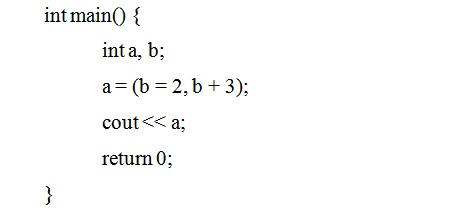 int main() {
int a, b;
a = (b = 2, b + 3);
cout << a;
return 0;
}